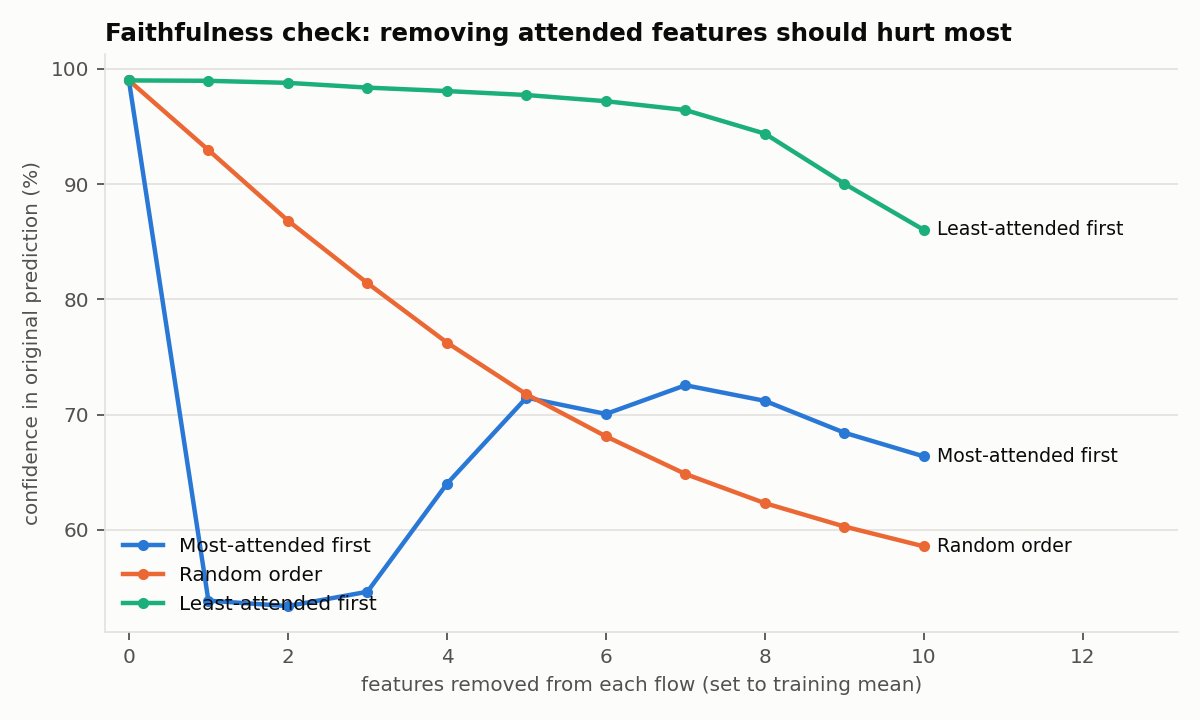 Faithfulness check: removing attended features should hurt most
confidence in original prediction (%)
100
90
80
70
60
Least-attended first
Most-attended first
Random order
Most-attended first
Random order
Least-attended first
0 2 4 6 8 10 12
features removed from each flow (set to training mean)